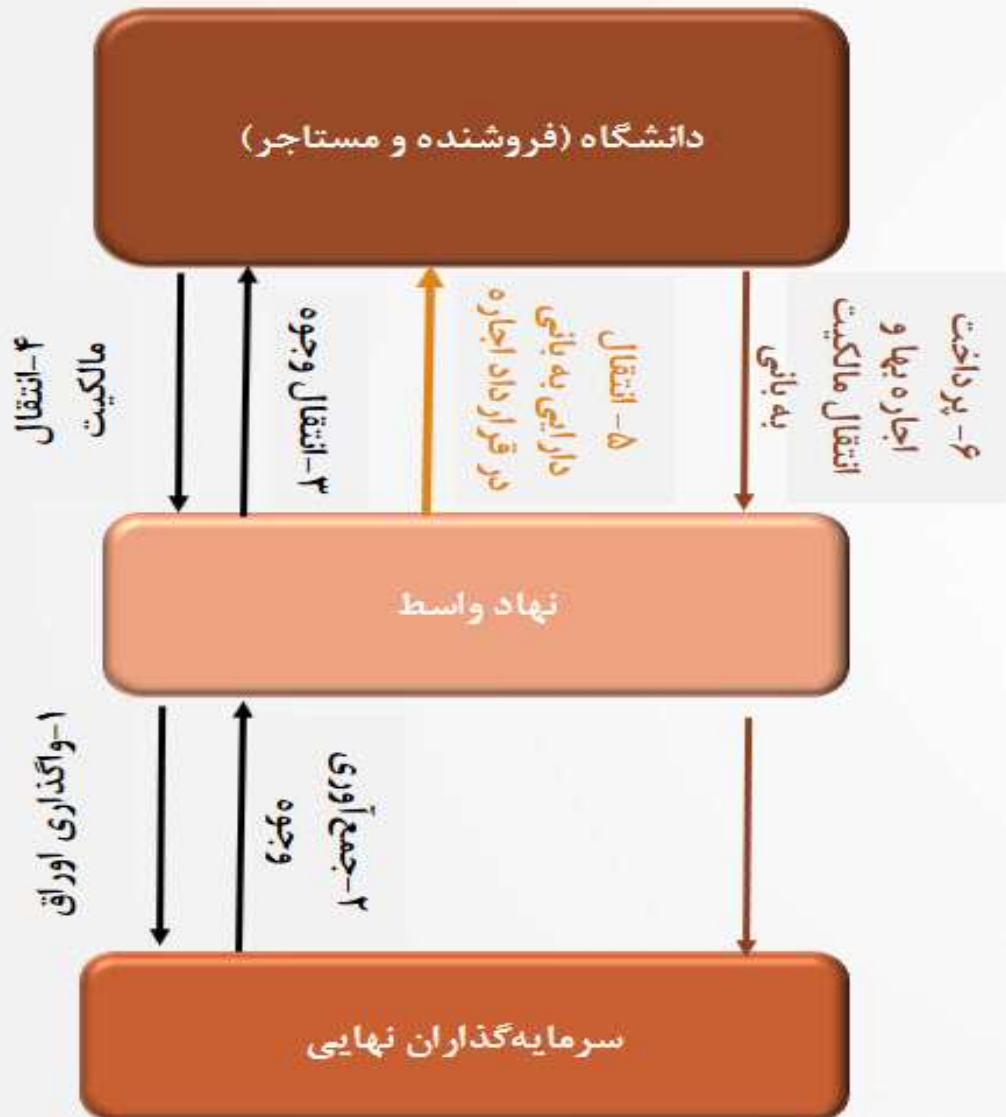 دانشگاه (فروشنده و مستاجر)
۶- پرداخت
اجاره بها و
انتقال مالکیت
به بانی
۵- انتقال
دارایی به بانی
در قرارداد اجاره
۳-انتقال وجوه
۴-انتقال
مالکیت
نهاد واسط
۲-جمع‌آوری
وجوه
۱-واگذاری اوراق
سرمایه‌گذاران نهایی